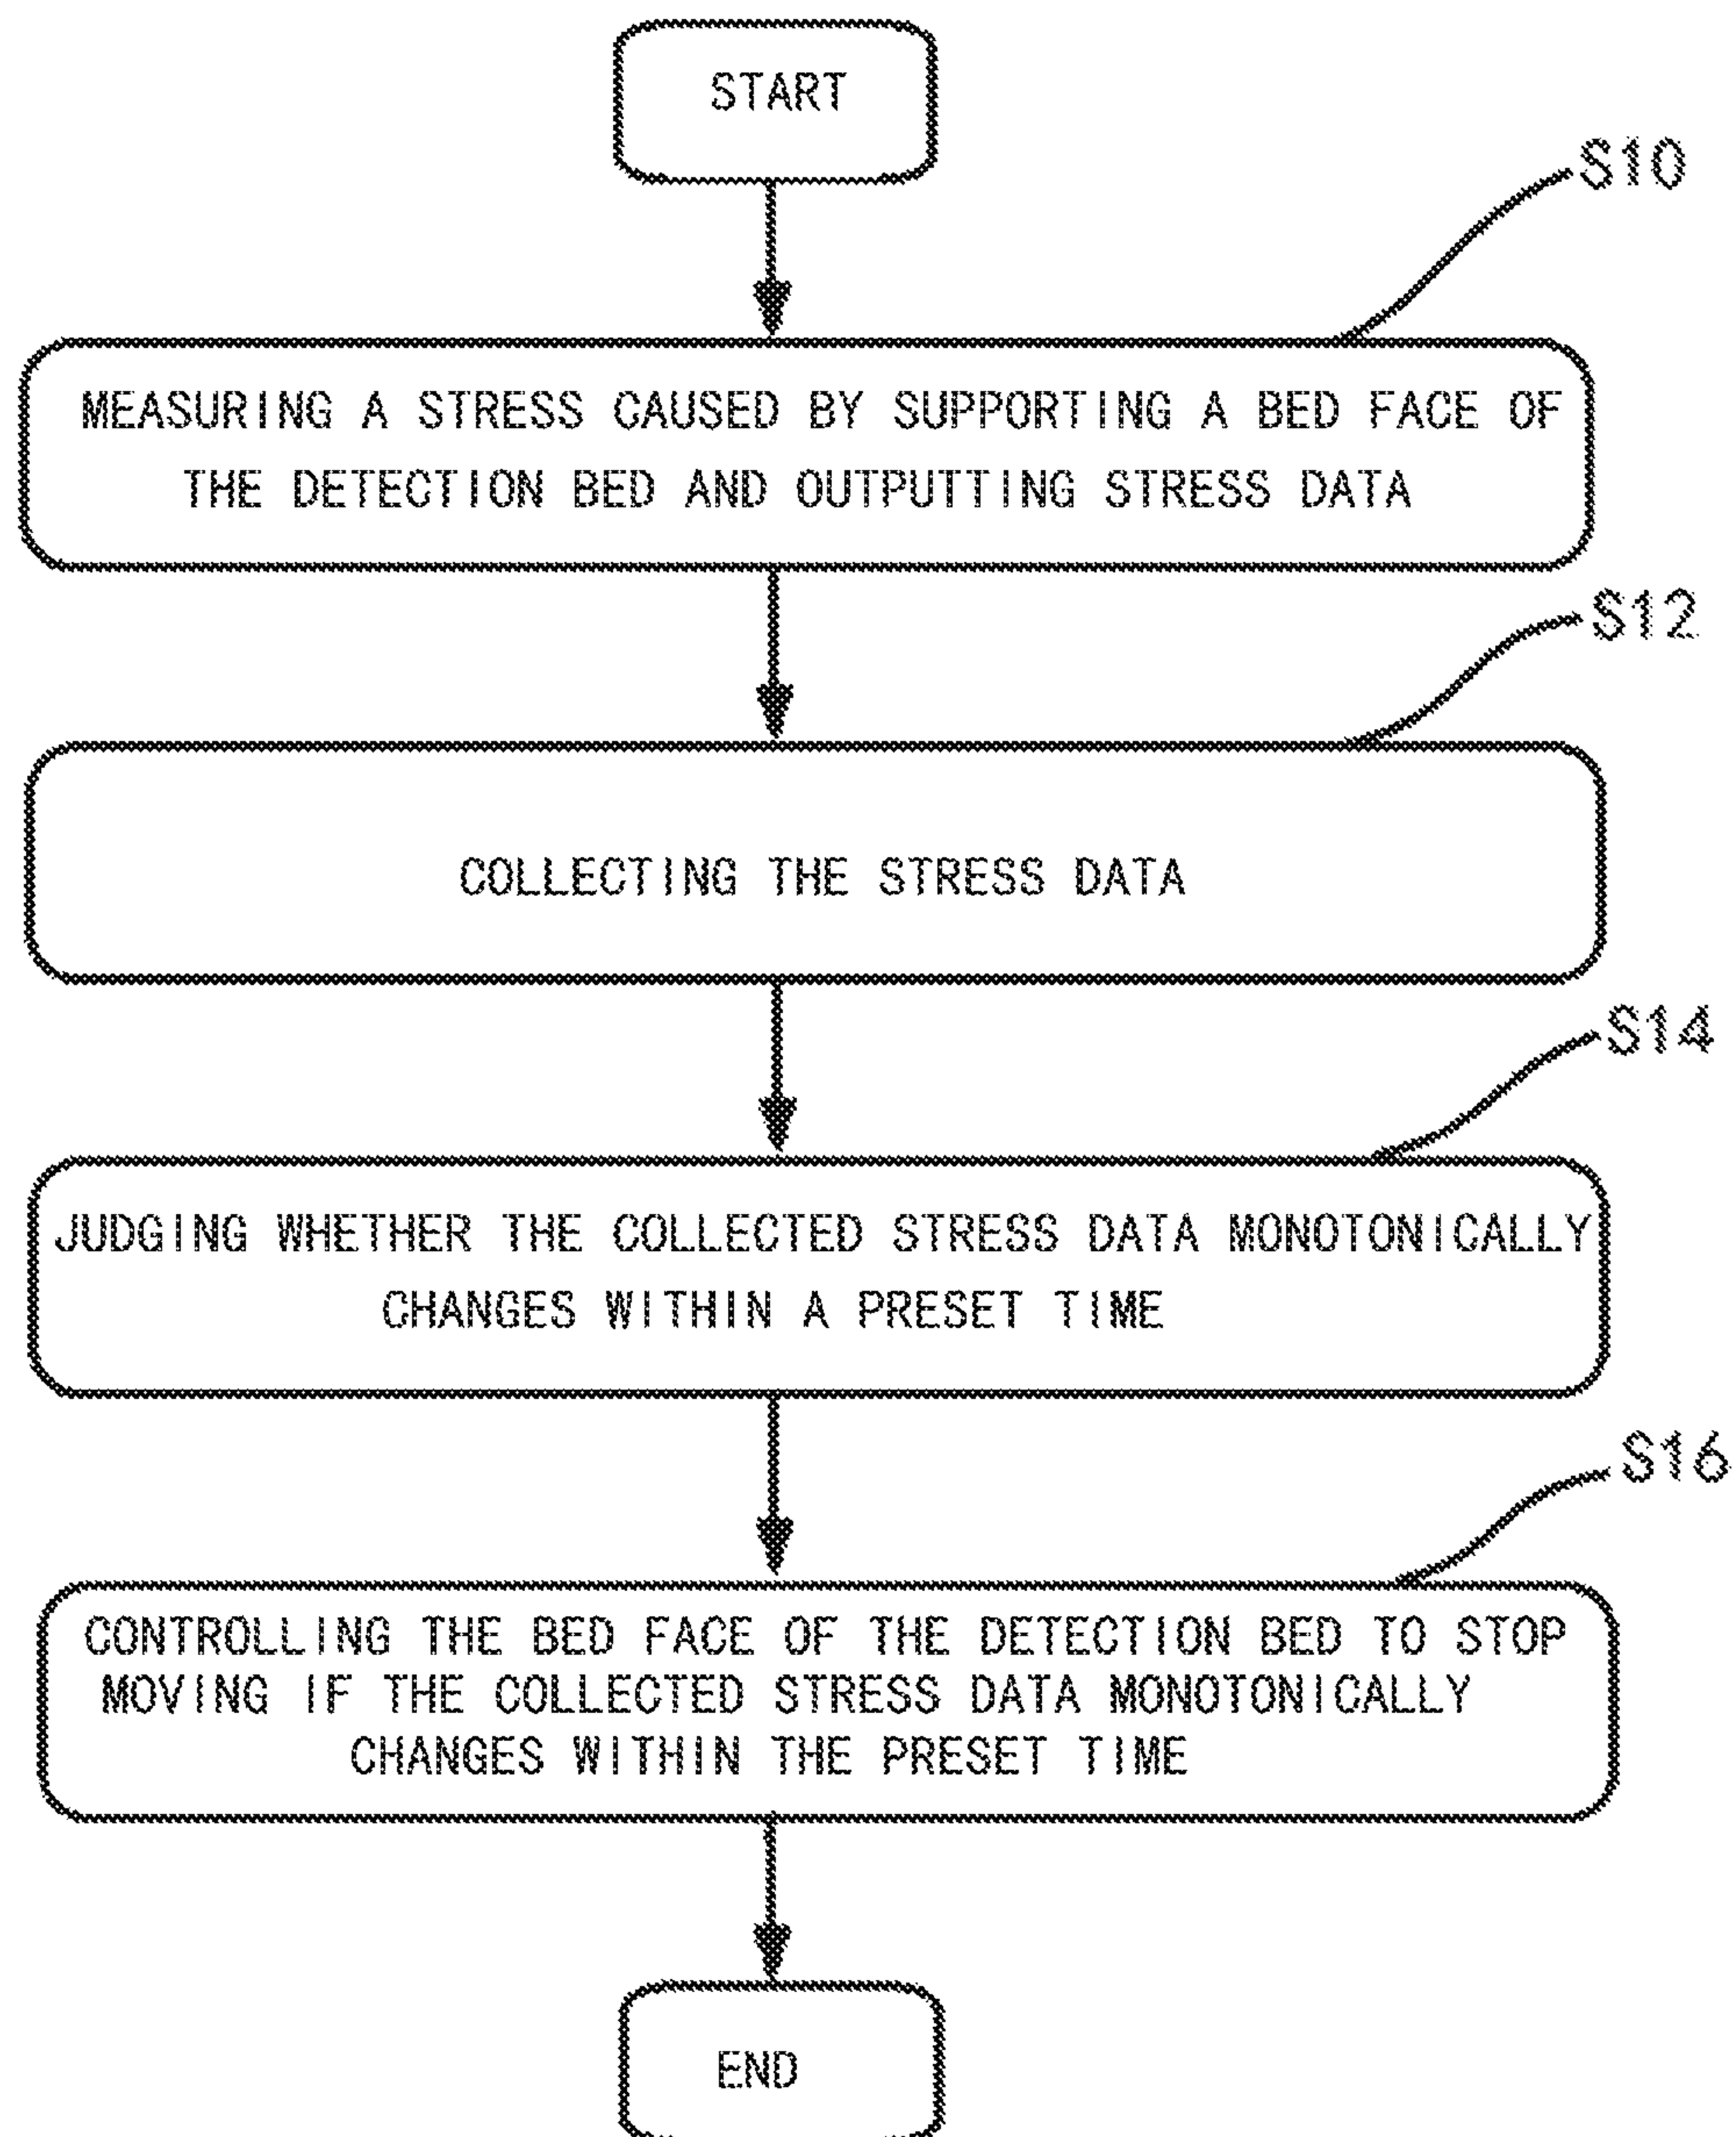 START
S10
MEASURING A STRESS CAUSED BY SUPPORTING A BED FACE OF
THE DETECTION BED AND OUTPUTTING STRESS DATA
S12
COLLECTING THE STRESS DATA
S14
JUDGING WHETHER THE COLLECTED STRESS DATA MONOTONICALLY
CHANGES WITHIN A PRESET TIME
S16
CONTROLLING THE BED FACE OF THE DETECTION BED TO STOP
MOVING IF THE COLLECTED STRESS DATA MONOTONICALLY
CHANGES WITHIN THE PRESET TIME
END